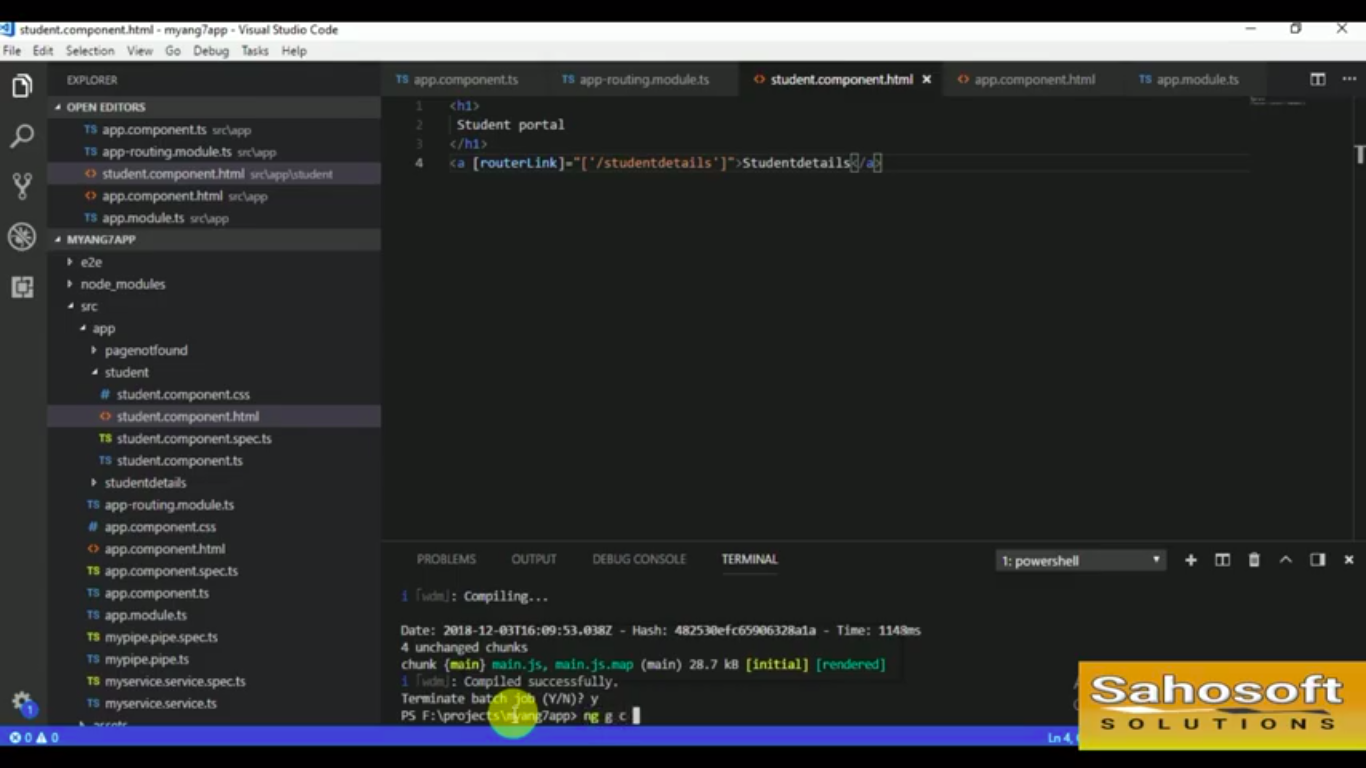 student.component.html - myang7app - Visual Studio Code
File Edit Selection View Go Debug Tasks Help
EXPLORER
OPEN EDITORS
TS app.component.ts src\app
TS app-routing.module.ts src\app
<> student.component.html src\app\student
<> app.component.html src\app
TS app.module.ts src\app
MYANG7APP
e2e
node_modules
src
app
pagenotfound
student
# student.component.css
<> student.component.html
TS student.component.spec.ts
TS student.component.ts
studentdetails
TS app-routing.module.ts
# app.component.css
<> app.component.html
TS app.component.spec.ts
TS app.component.ts
TS app.module.ts
TS mypipe.pipe.spec.ts
TS mypipe.pipe.ts
TS myservice.service.spec.ts
TS myservice.service.ts
assets
TS app.component.ts TS app-routing.module.ts <> student.component.html × <> app.component.html TS app.module.ts
1 <h1>
2 Student portal
3 </h1>
4 <a [routerLink]="['/studentdetails']">Studentdetails</a>
PROBLEMS OUTPUT DEBUG CONSOLE TERMINAL 1: powershell
i ｢wdm｣: Compiling...
Date: 2018-12-03T16:09:53.038Z - Hash: 482530efc65906328a1a - Time: 1148ms
4 unchanged chunks
chunk {main} main.js, main.js.map (main) 28.7 kB [initial] [rendered]
i ｢wdm｣: Compiled successfully.
Terminate batch job (Y/N)? y
PS F:\projects\myang7app> ng g c
1
0 0
Ln 4,
Sahosoft
SOLUTIONS